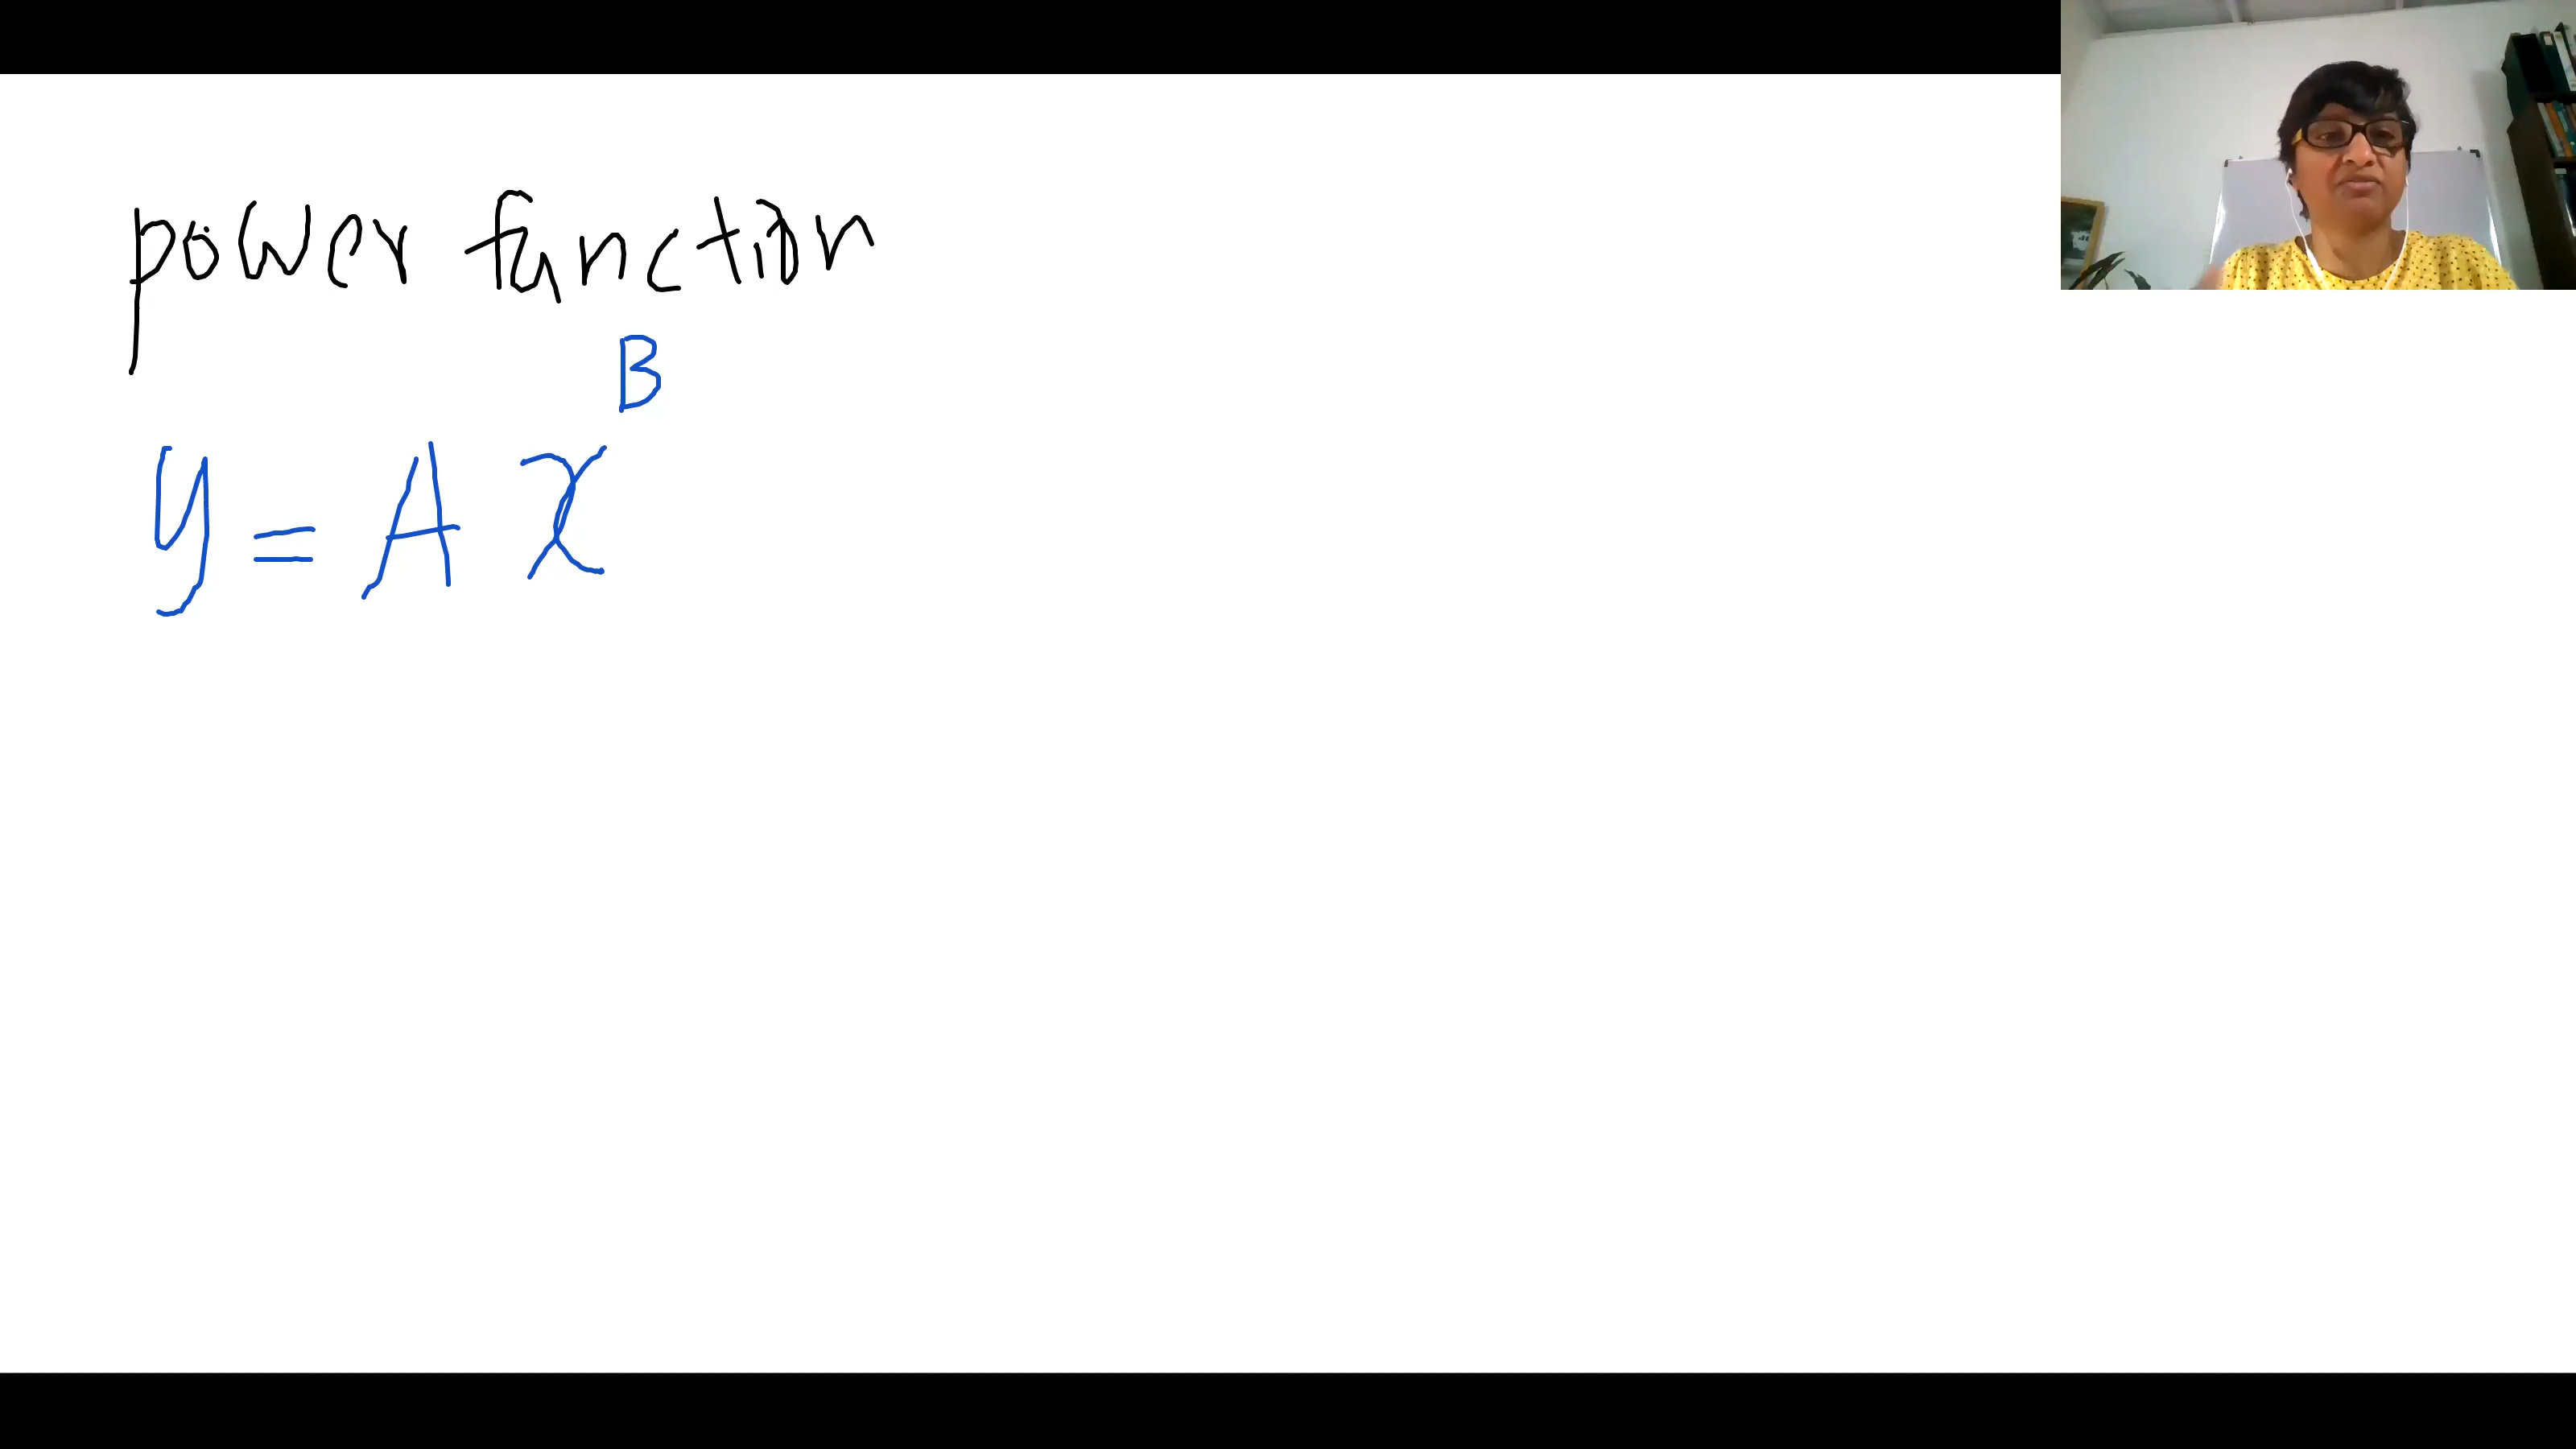 power function
y = A x^B